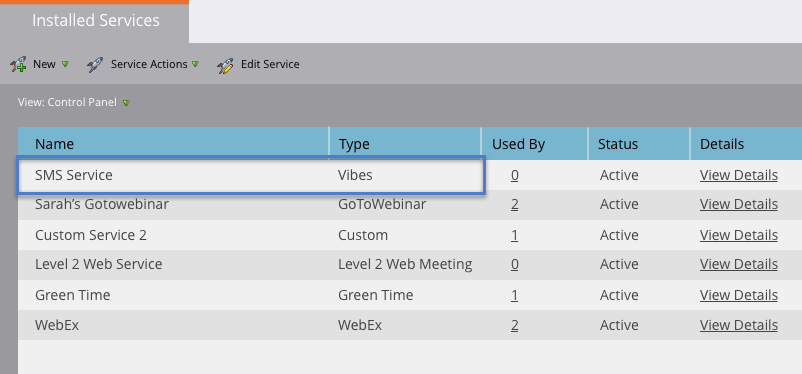 Installed Services
New Service Actions Edit Service
View: Control Panel
Name Type Used By Status Details
SMS Service Vibes 0 Active View Details
Sarah's Gotowebinar GoToWebinar 2 Active View Details
Custom Service 2 Custom 1 Active View Details
Level 2 Web Service Level 2 Web Meeting 0 Active View Details
Green Time Green Time 1 Active View Details
WebEx WebEx 2 Active View Details